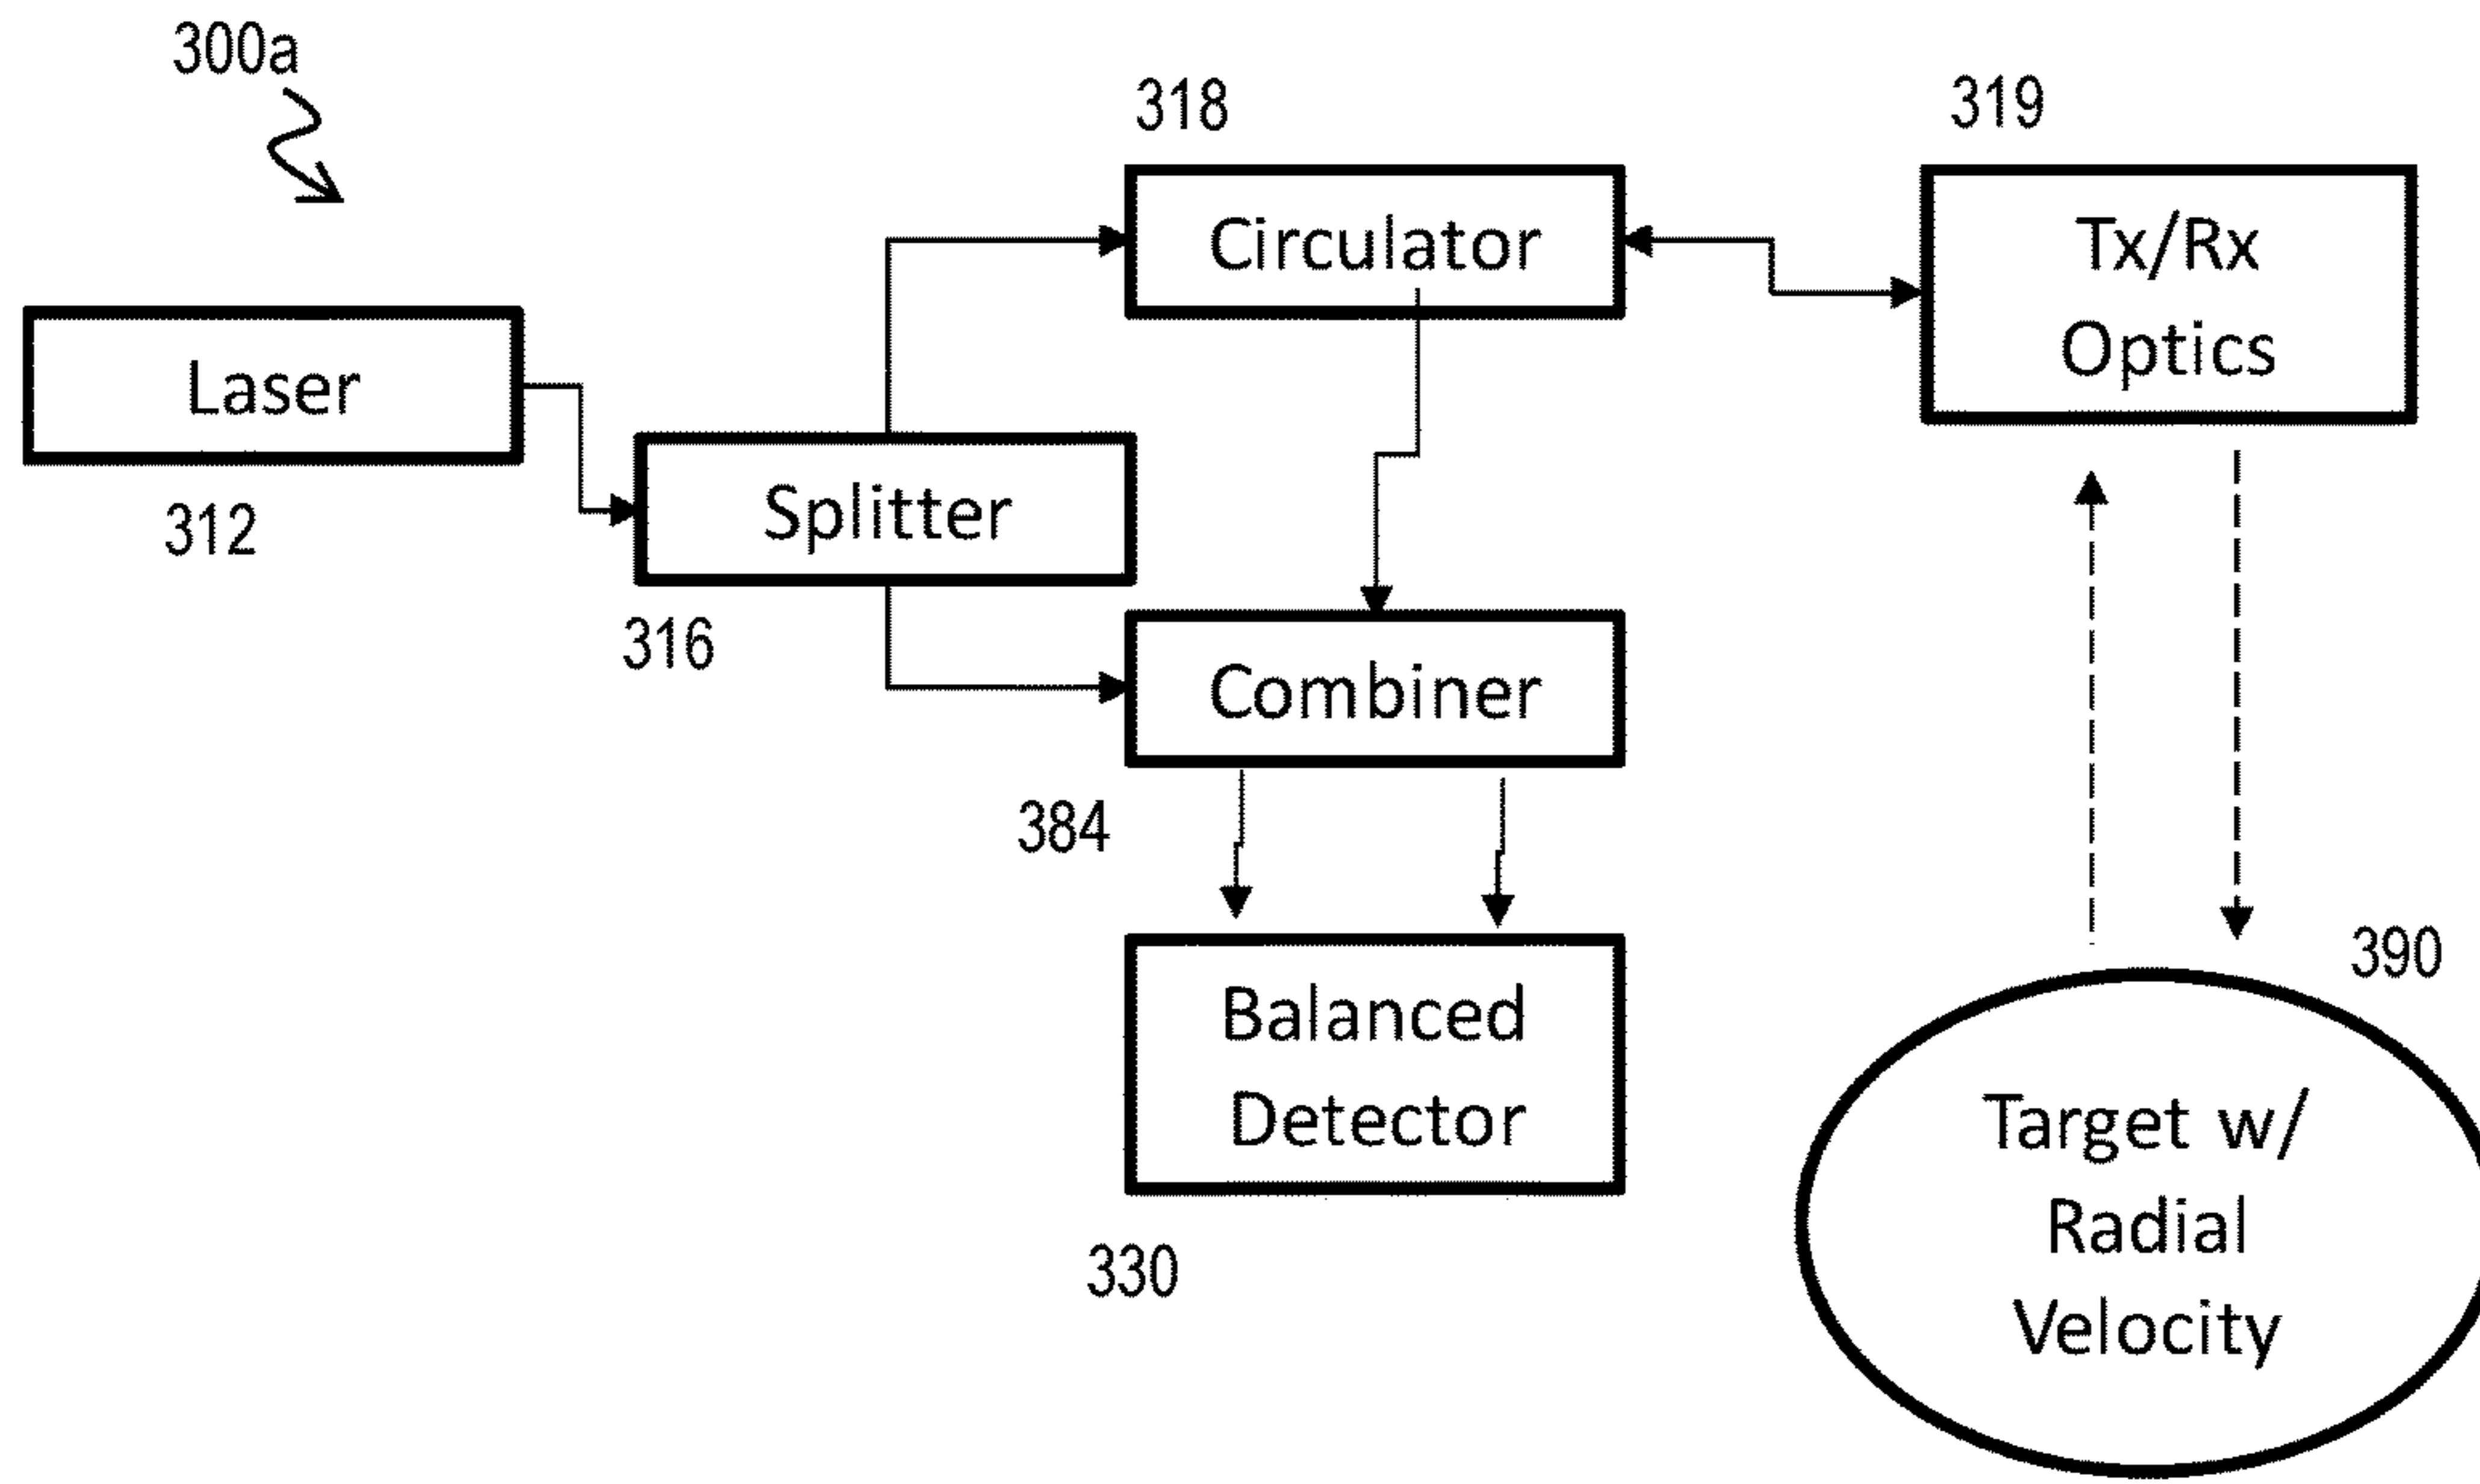 300a
318
319
Circulator
Tx/Rx
Optics
Laser
312
Splitter
316
Combiner
384
Balanced
Detector
330
390
Target w/
Radial
Velocity